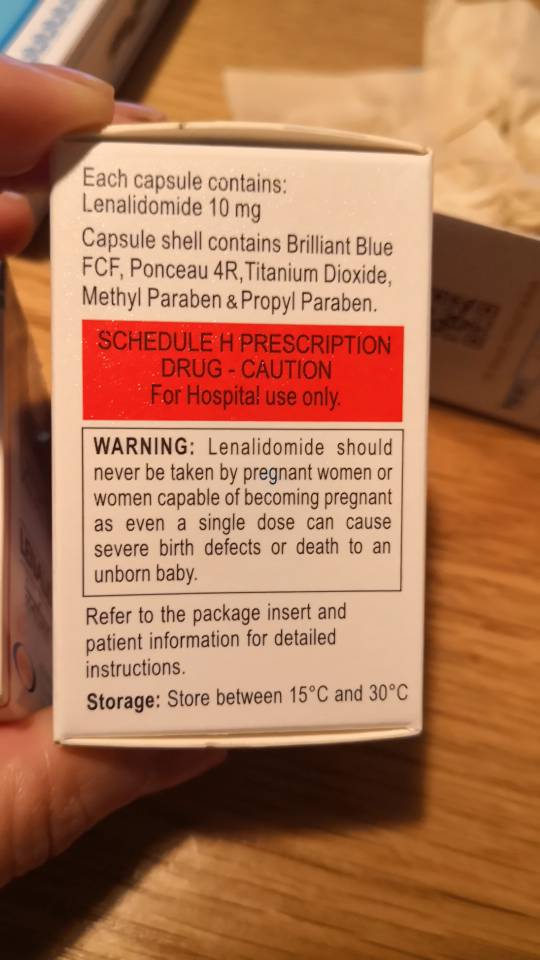 Each capsule contains:
Lenalidomide 10 mg
Capsule shell contains Brilliant Blue
FCF, Ponceau 4R,Titanium Dioxide,
Methyl Paraben & Propyl Paraben.
SCHEDULE H PRESCRIPTION
DRUG - CAUTION
For Hospital use only.
WARNING: Lenalidomide should
never be taken by pregnant women or
women capable of becoming pregnant
as even a single dose can cause
severe birth defects or death to an
unborn baby.
Refer to the package insert and
patient information for detailed
instructions.
Storage: Store between 15°C and 30°C